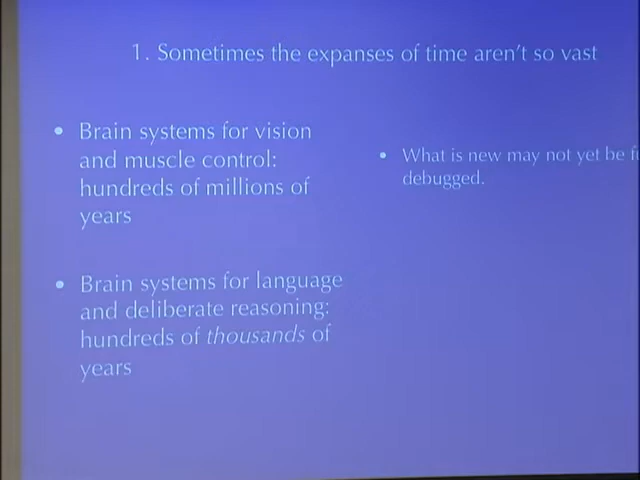 1. Sometimes the expanses of time aren't so vast
• Brain systems for vision
and muscle control:
hundreds of millions of
years
• Brain systems for language
and deliberate reasoning:
hundreds of thousands of
years
• What is new may not yet be
debugged.